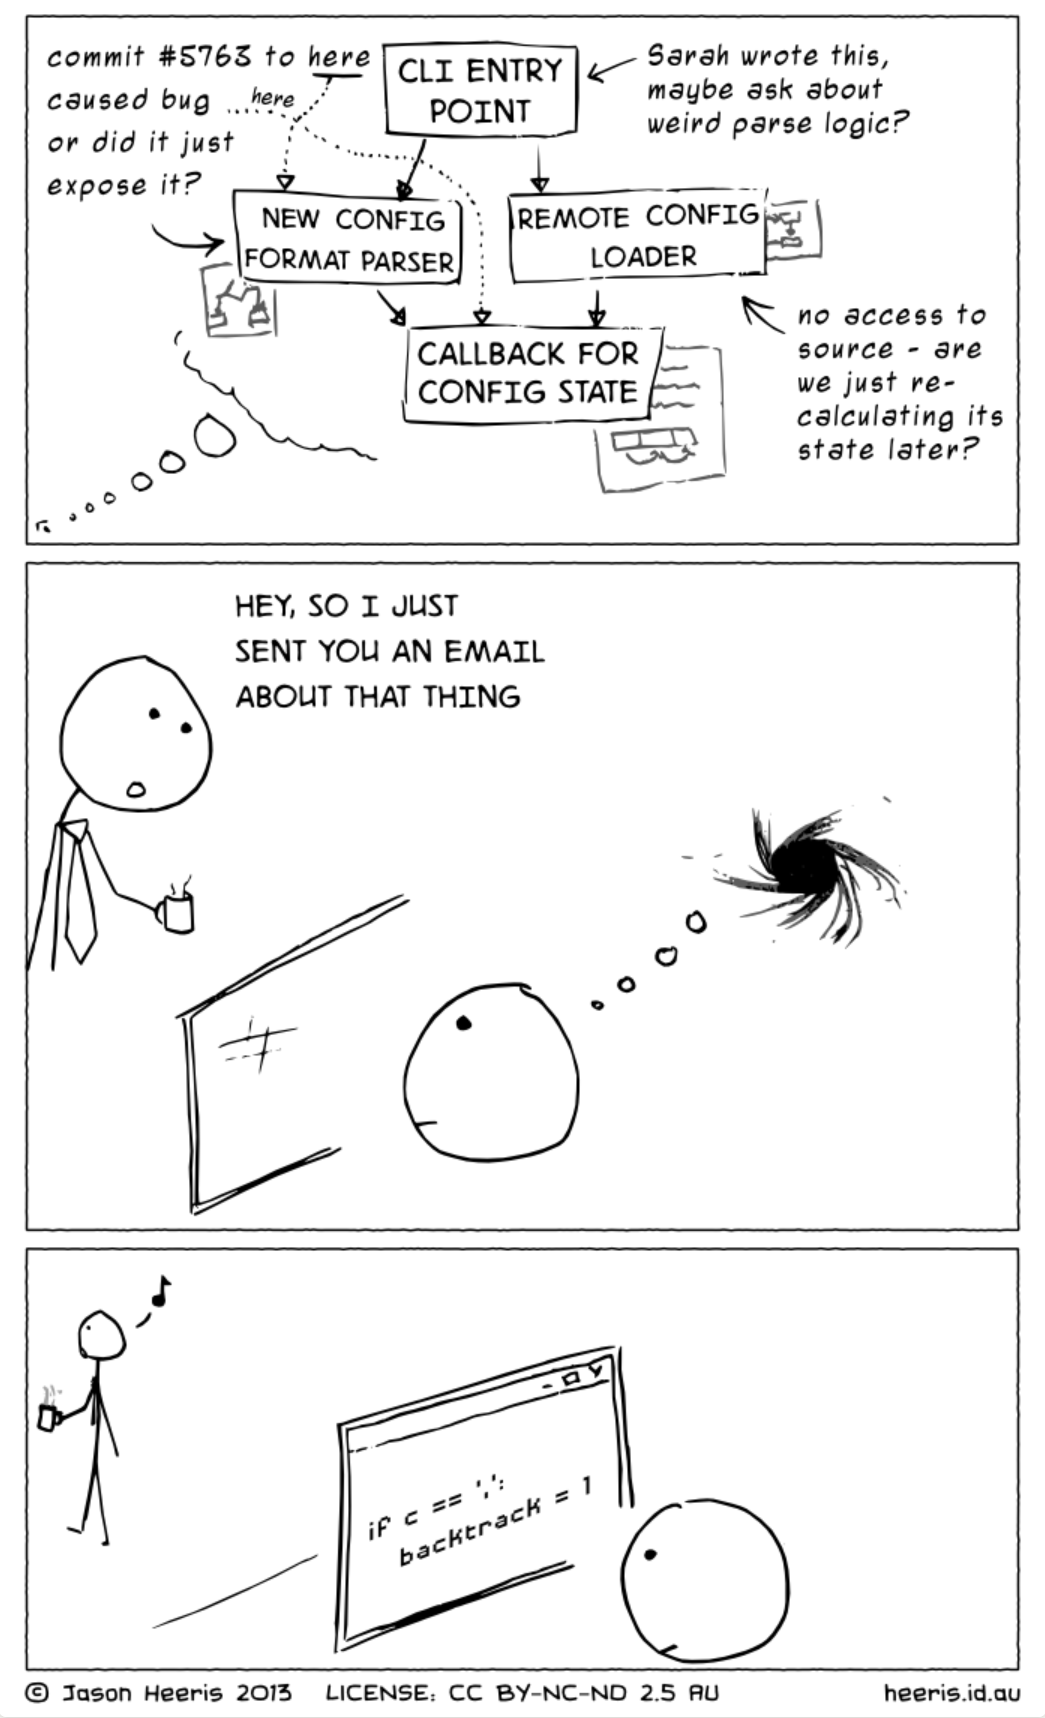 commit #5763 to here
caused bug ... here
or did it just
expose it?
CLI ENTRY
POINT
Sarah wrote this,
maybe ask about
weird parse logic?
NEW CONFIG
FORMAT PARSER
REMOTE CONFIG
LOADER
CALLBACK FOR
CONFIG STATE
no access to
source - are
we just re-
calculating its
state later?
HEY, SO I JUST
SENT YOU AN EMAIL
ABOUT THAT THING
if c == ',':
backtrack = 1
© Jason Heeris 2013 LICENSE: CC BY-NC-ND 2.5 AU heeris.id.au